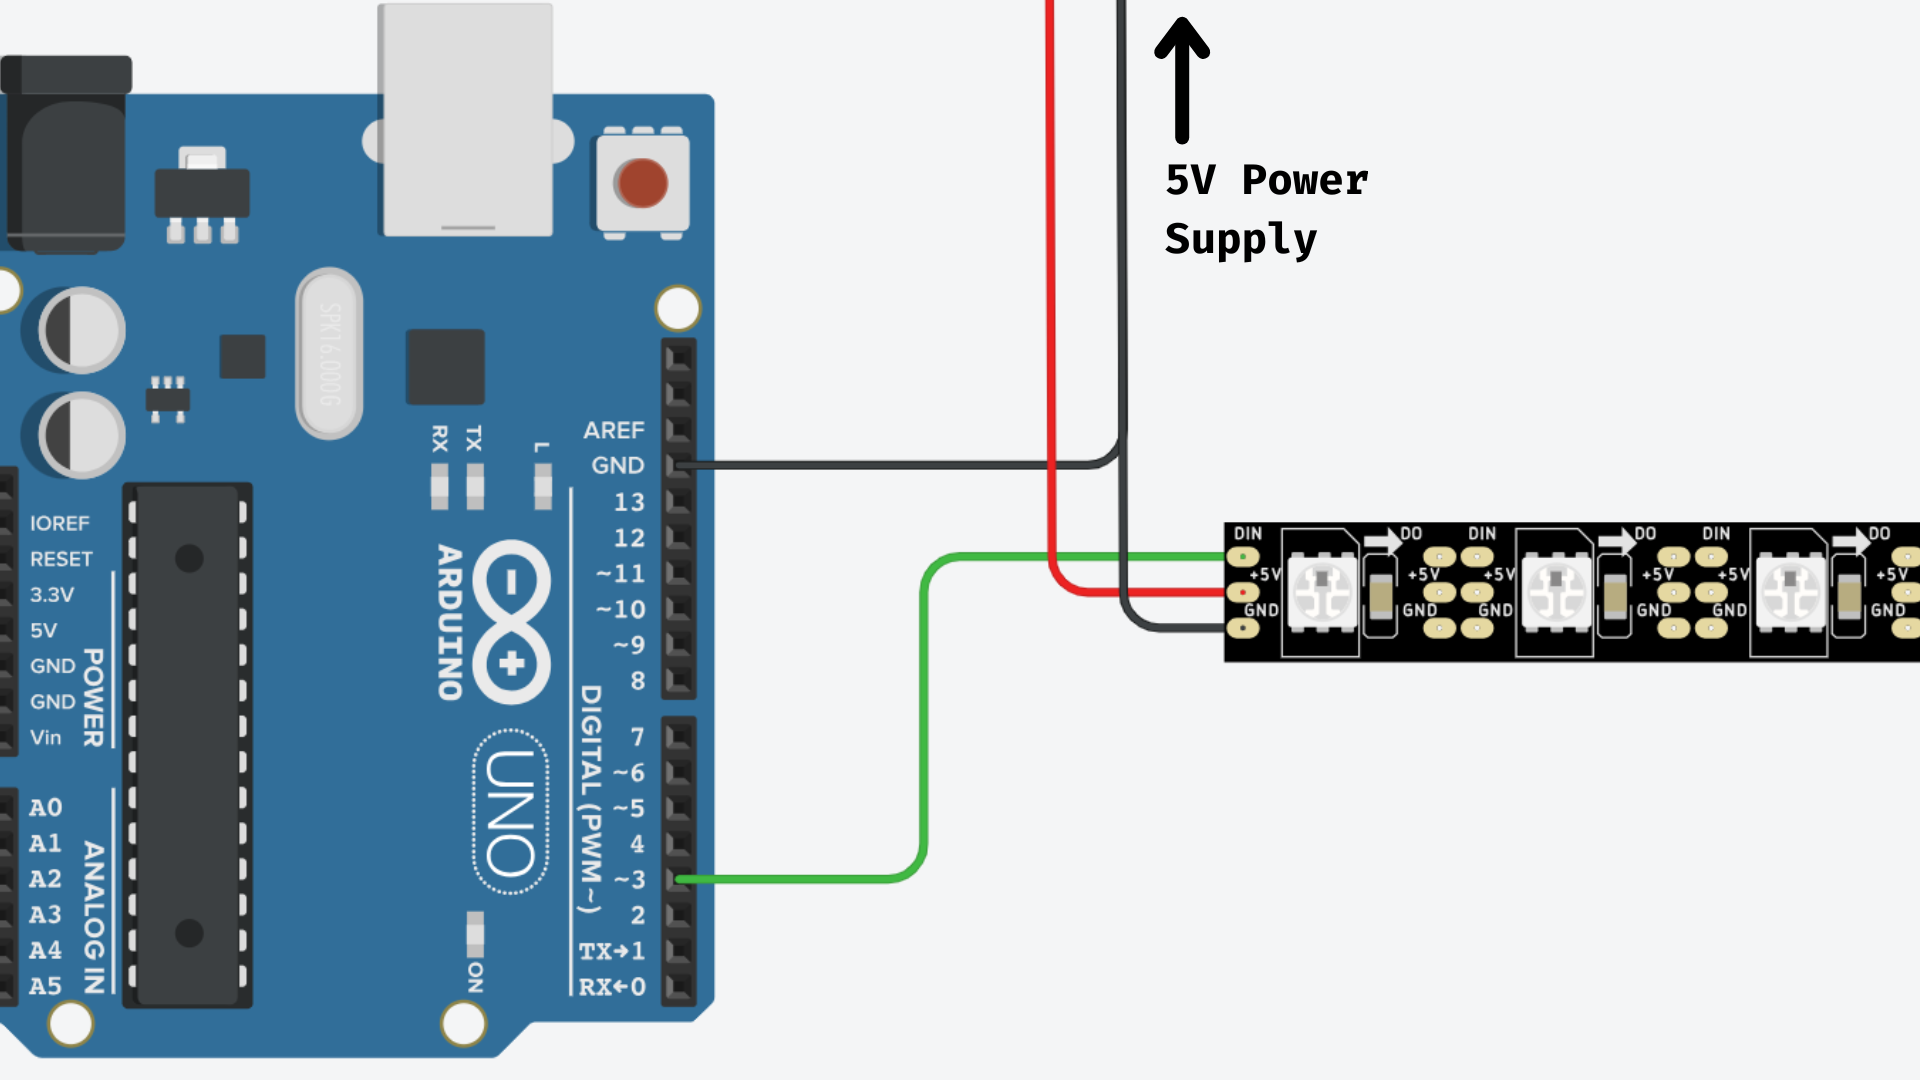 5V Power
Supply
SPK16.000G
RX
TX
L
AREF
GND
13
12
~11
~10
~9
8
7
~6
~5
4
~3
2
TX→1
RX←0
DIGITAL (PWM~)
ARDUINO
UNO
ON
IOREF
RESET
3.3V
5V
GND
GND
Vin
POWER
A0
A1
A2
A3
A4
A5
ANALOG IN
DIN DO DIN DO DIN DO
+5V +5V +5V +5V +5V +5V
GND GND GND GND GND GND